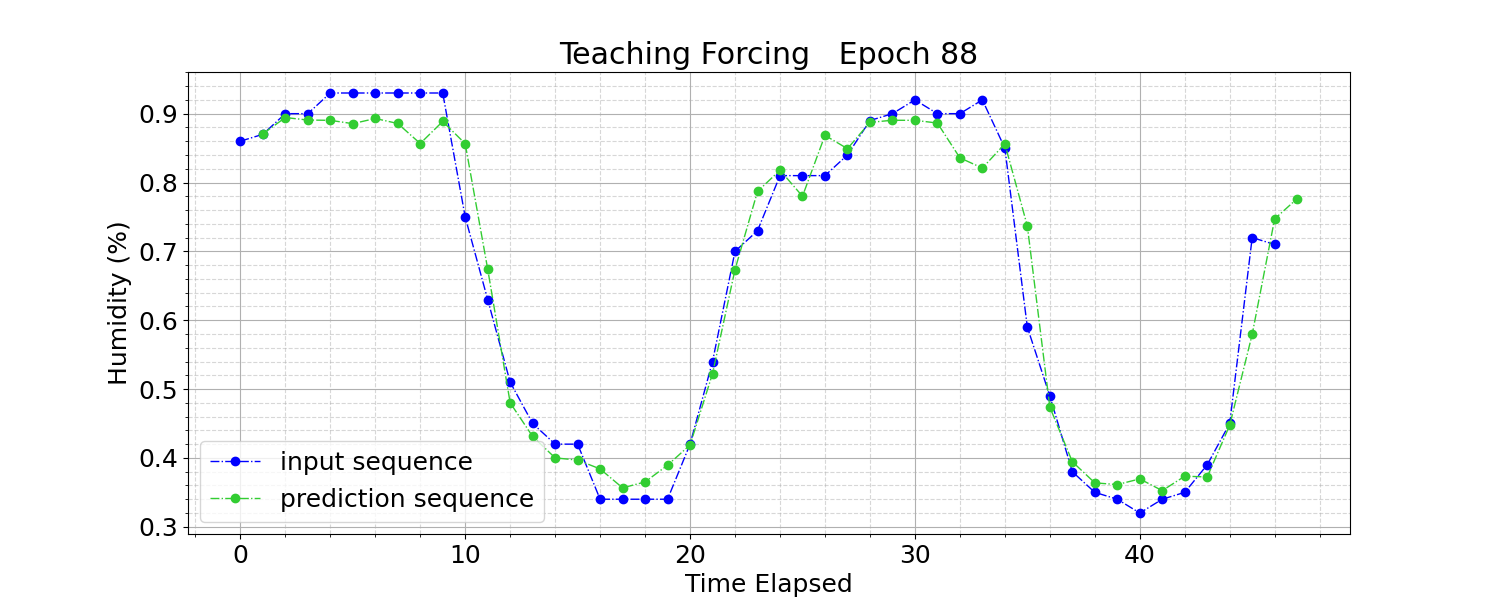 Teaching Forcing   Epoch 88
Humidity (%)
0.9
0.8
0.7
0.6
0.5
0.4
0.3
input sequence
prediction sequence
0 10 20 30 40
Time Elapsed